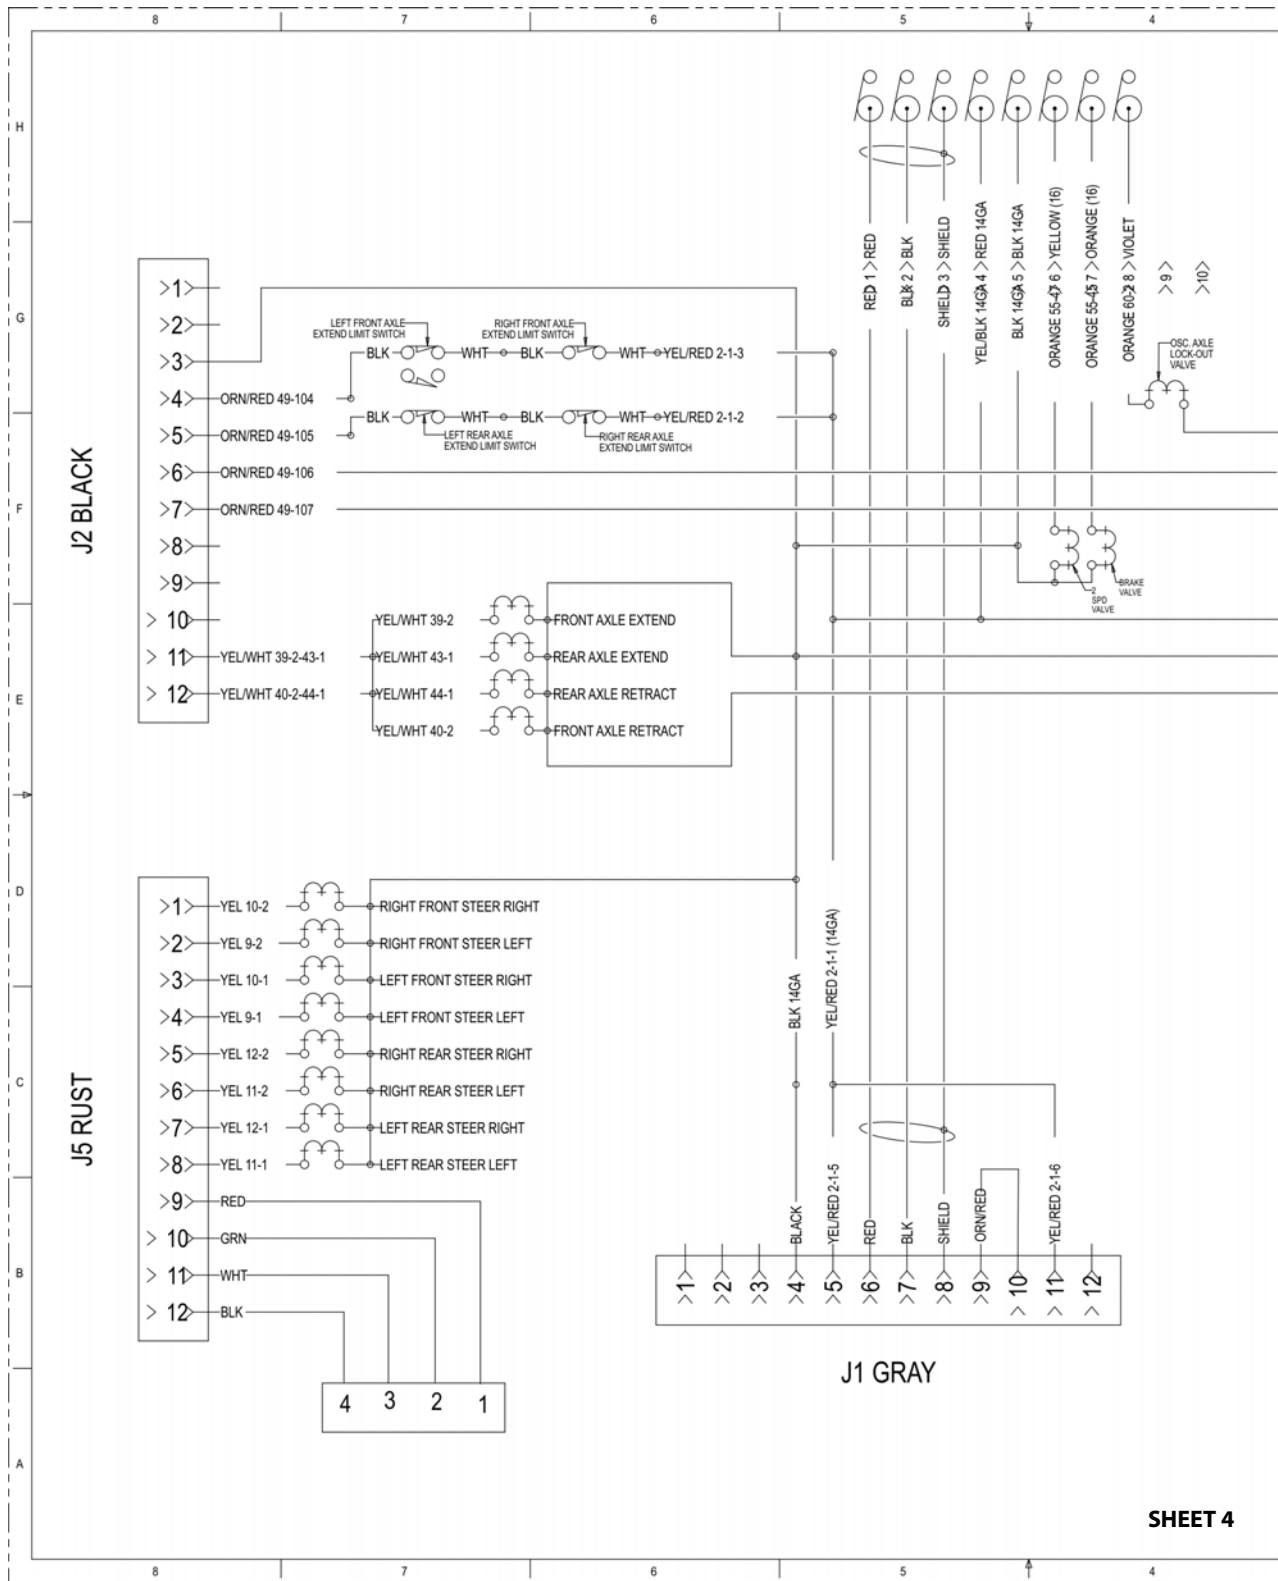 8 7 6 5 4
H
G
F
E
D
C
B
A
J2 BLACK
1
2
3
4 ORN/RED 49-104
5 ORN/RED 49-105
6 ORN/RED 49-106
7 ORN/RED 49-107
8
9
10
11 YEL/WHT 39-2-43-1
12 YEL/WHT 40-2-44-1
LEFT FRONT AXLE
EXTEND LIMIT SWITCH
RIGHT FRONT AXLE
EXTEND LIMIT SWITCH
BLK WHT BLK WHT YEL/RED 2-1-3
BLK WHT BLK WHT YEL/RED 2-1-2
LEFT REAR AXLE
EXTEND LIMIT SWITCH
RIGHT REAR AXLE
EXTEND LIMIT SWITCH
YEL/WHT 39-2 FRONT AXLE EXTEND
YEL/WHT 43-1 REAR AXLE EXTEND
YEL/WHT 44-1 REAR AXLE RETRACT
YEL/WHT 40-2 FRONT AXLE RETRACT
RED 1 RED
BLK 2 BLK
SHIELD 3 SHIELD
YEL/BLK 14GA 4 RED 14GA
BLK 14GA 5 BLK 14GA
ORANGE 55-47 6 YELLOW (16)
ORANGE 55-45 7 ORANGE (16)
ORANGE 60-2 8 VIOLET
9
10
OSC. AXLE
LOCK-OUT
VALVE
2
SPD
VALVE
BRAKE
VALVE
J5 RUST
1 YEL 10-2 RIGHT FRONT STEER RIGHT
2 YEL 9-2 RIGHT FRONT STEER LEFT
3 YEL 10-1 LEFT FRONT STEER RIGHT
4 YEL 9-1 LEFT FRONT STEER LEFT
5 YEL 12-2 RIGHT REAR STEER RIGHT
6 YEL 11-2 RIGHT REAR STEER LEFT
7 YEL 12-1 LEFT REAR STEER RIGHT
8 YEL 11-1 LEFT REAR STEER LEFT
9 RED
10 GRN
11 WHT
12 BLK
4 3 2 1
BLK 14GA
YEL/RED 2-1-1 (14GA)
BLACK
YEL/RED 2-1-5
RED
BLK
SHIELD
ORN/RED
YEL/RED 2-1-6
1 2 3 4 5 6 7 8 9 10 11 12
J1 GRAY
SHEET 4
8 7 6 5 4